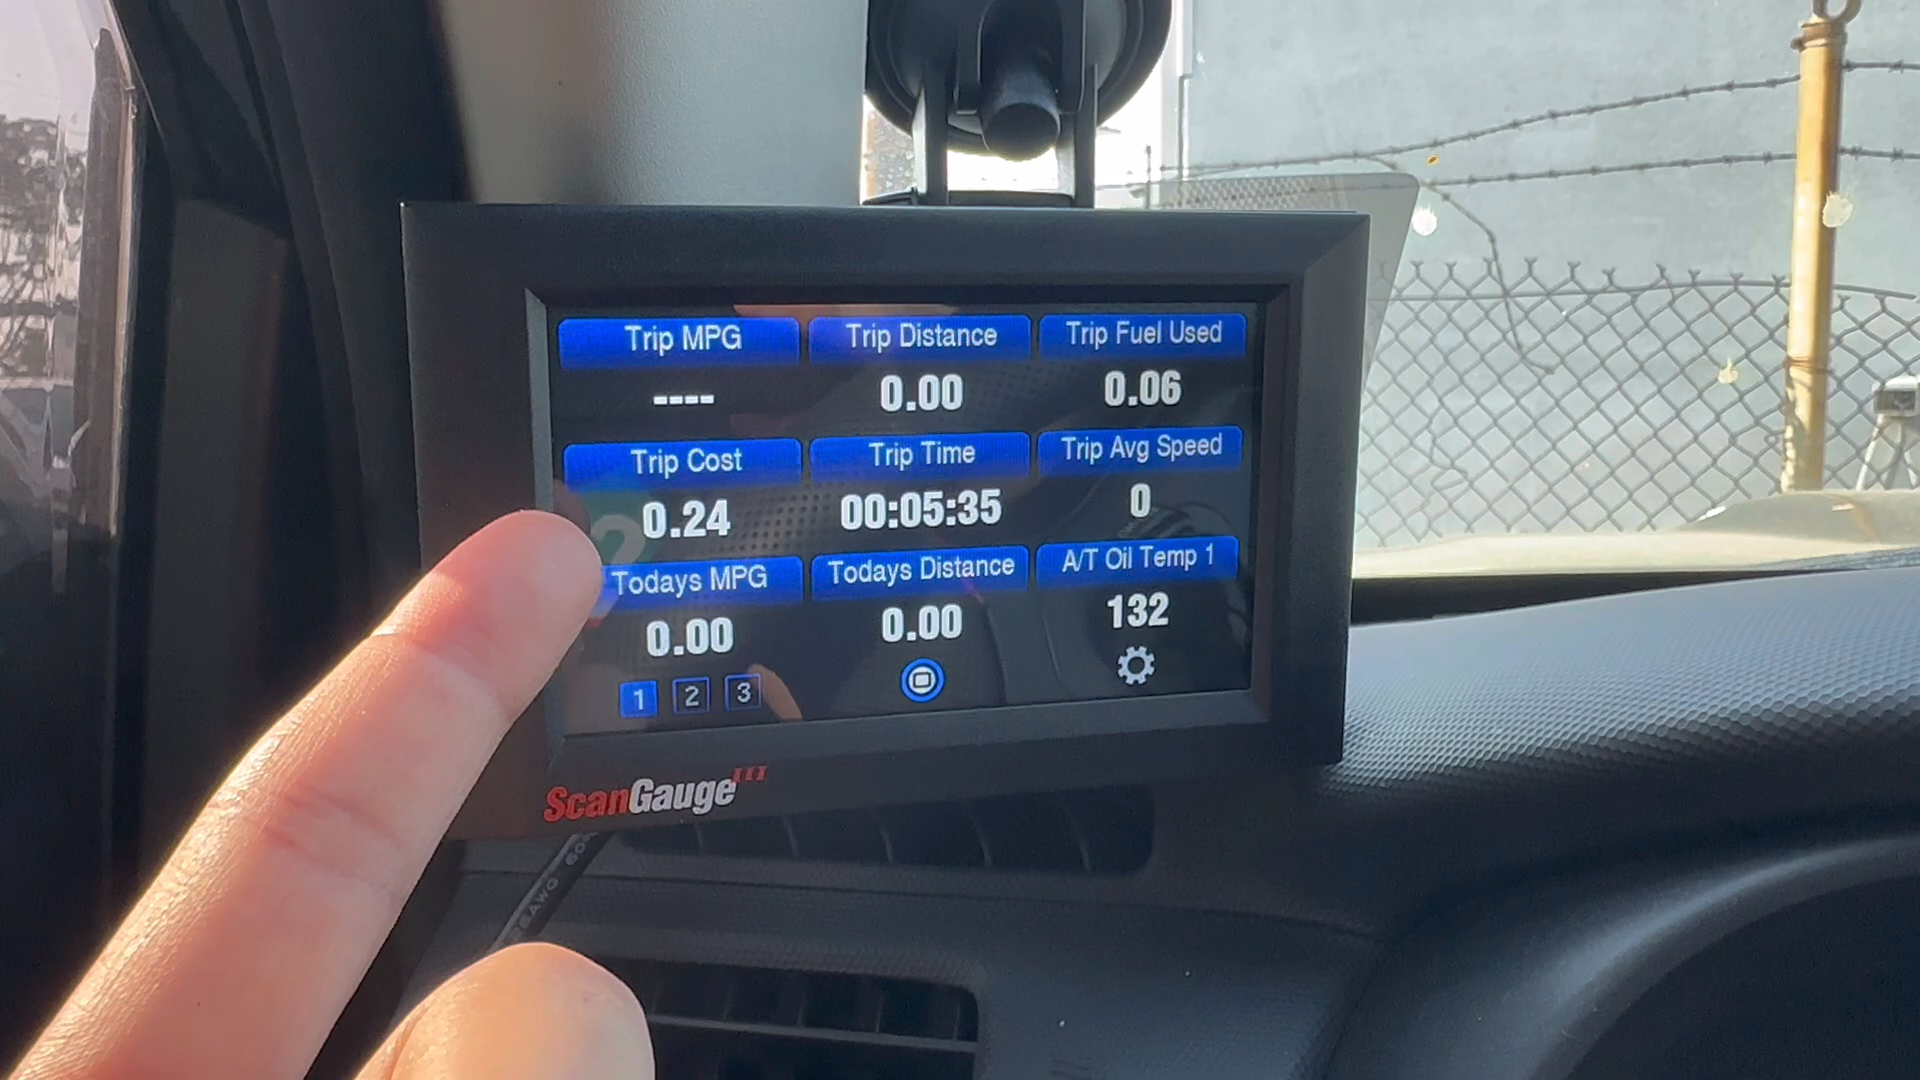 Trip MPG Trip Distance Trip Fuel Used
---- 0.00 0.06
Trip Cost Trip Time Trip Avg Speed
0.24 00:05:35 0
Todays MPG Todays Distance A/T Oil Temp 1
0.00 0.00 132
1 2 3
ScanGauge III